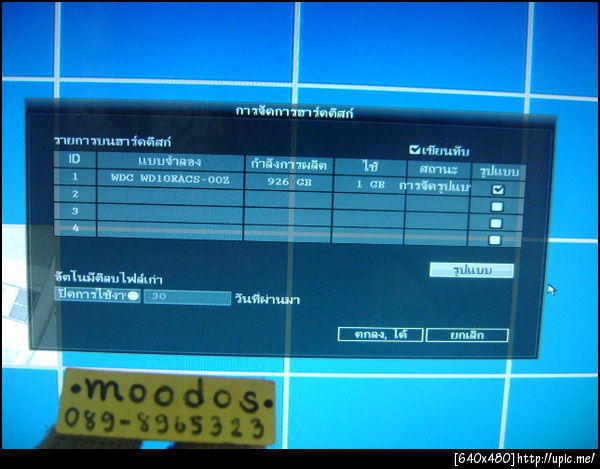 การจัดการฮาร์ดดิสก์
รายการบนฮาร์ดดิสก์ เขียนทับ
ID แบบจำลอง กำลังการผลิต ใช้ สถานะ รูปแบบ
1 WDC WD10EACS-00Z 926 GB 1 GB การจัดรูปแบ
2
3
4
รูปแบบ
อัตโนมัติลบไฟล์เก่า
ปิดการใช้งา 30 วันที่ผ่านมา
ตกลง, ได้ ยกเลิก
•moodos•
089-8965323
[640x480]http://upic.me/